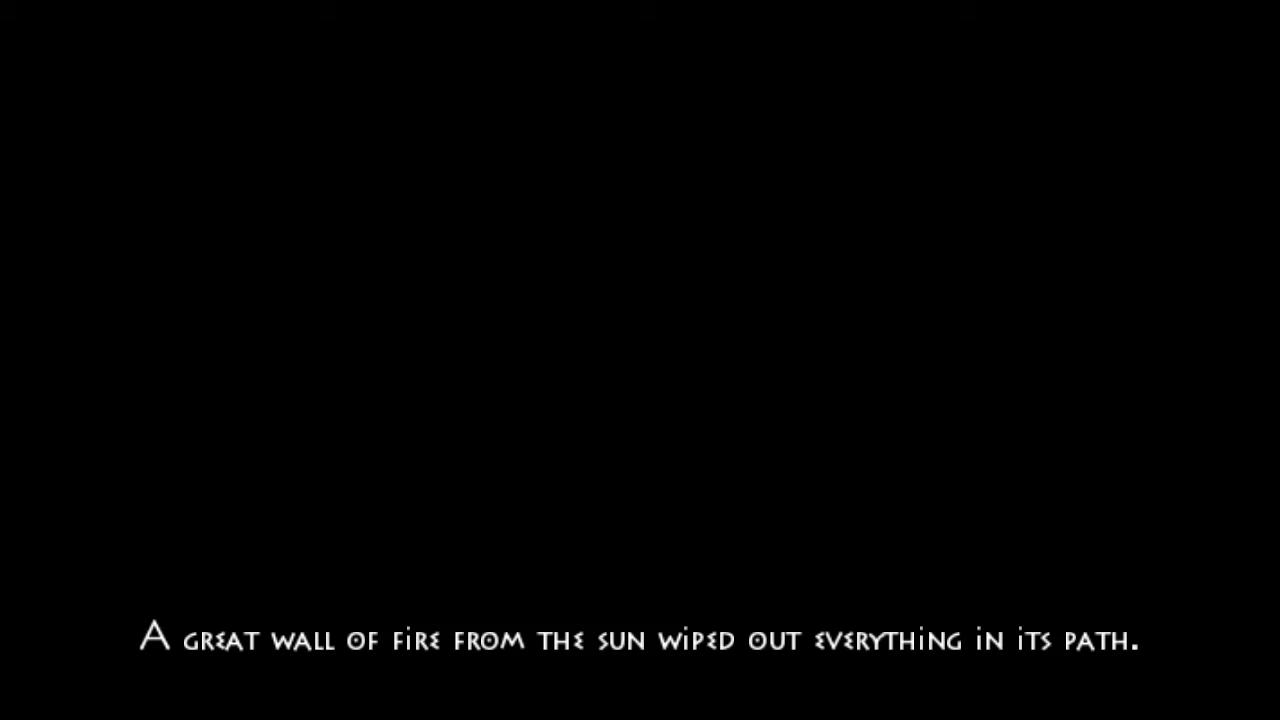 A great wall of fire from the sun wiped out everything in its path.